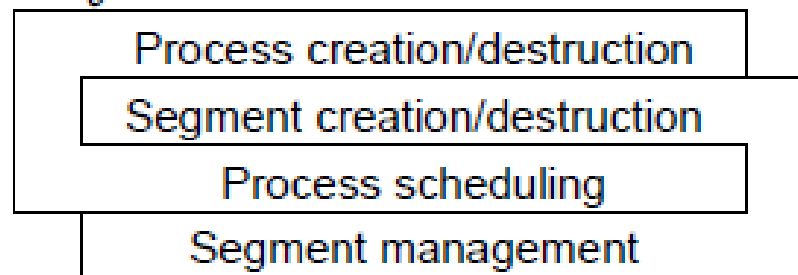 Process creation/destruction
Segment creation/destruction
Process scheduling
Segment management